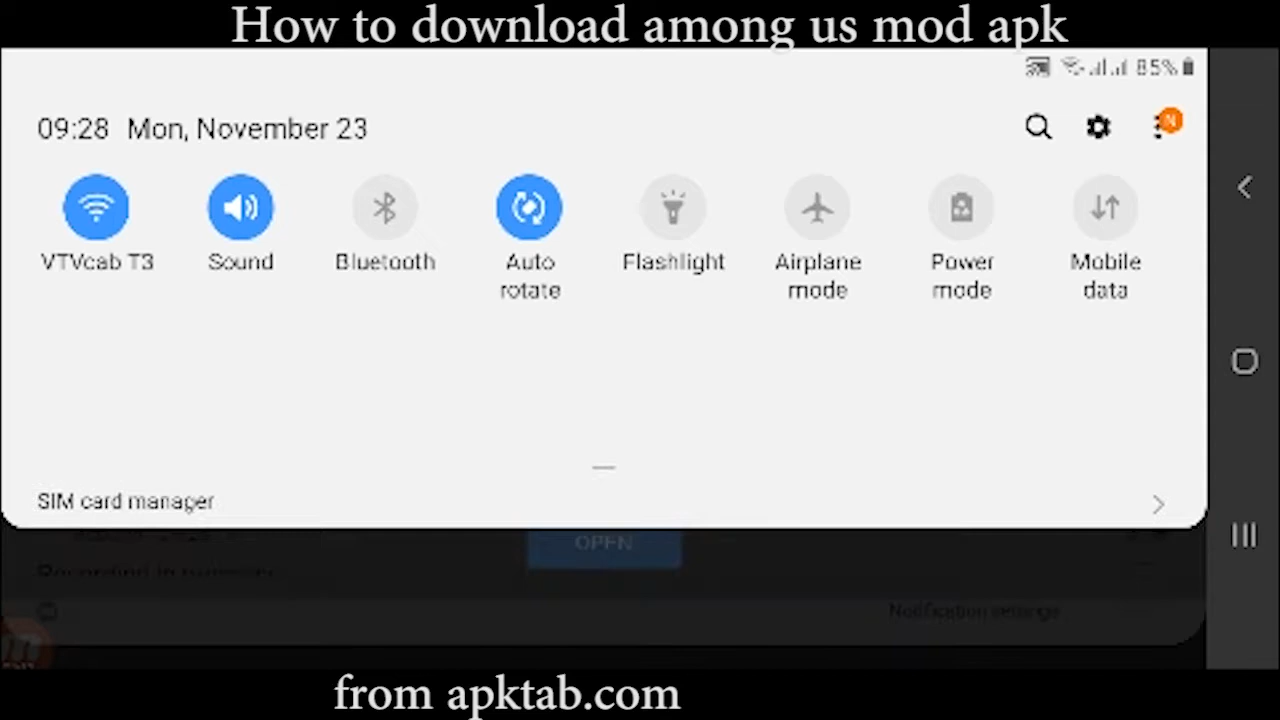 How to download among us mod apk
85%
09:28 Mon, November 23
N
VTVcab T3 Sound Bluetooth Auto rotate Flashlight Airplane mode Power mode Mobile data
SIM card manager
OPEN
Notification settings
from apktab.com